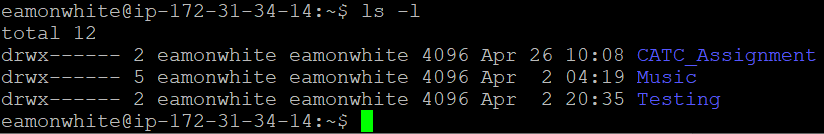 eamonwhite@ip-172-31-34-14:~$ ls -l
total 12
drwx------ 2 eamonwhite eamonwhite 4096 Apr 26 10:08 CATC_Assignment
drwx------ 5 eamonwhite eamonwhite 4096 Apr  2 04:19 Music
drwx------ 2 eamonwhite eamonwhite 4096 Apr  2 20:35 Testing
eamonwhite@ip-172-31-34-14:~$